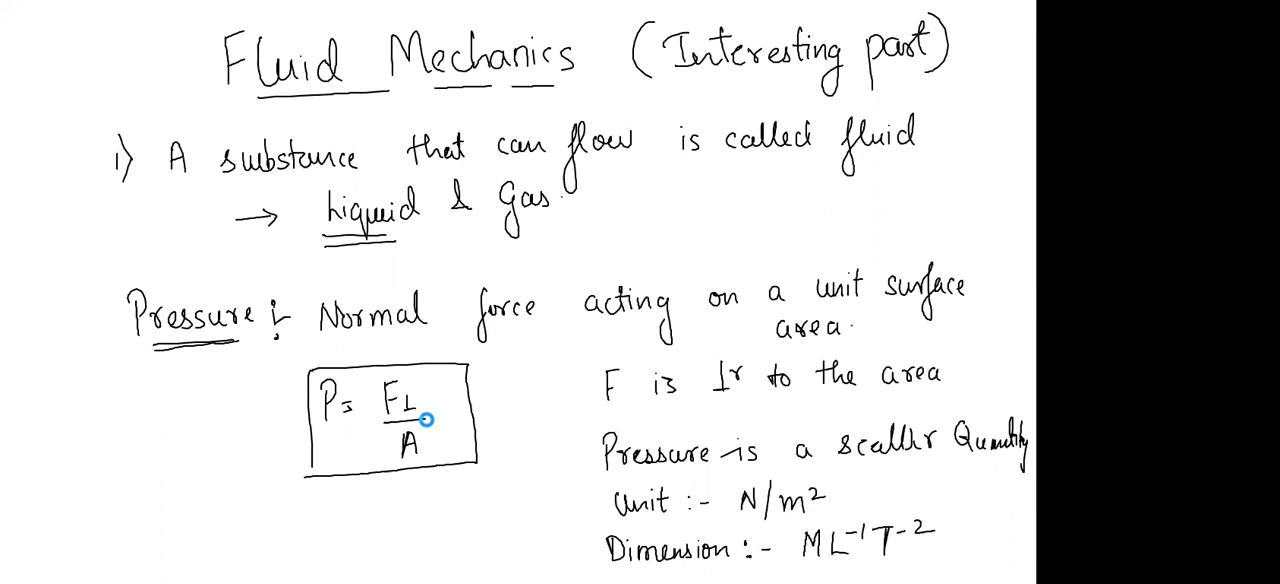 Fluid Mechanics (Interesting part)
i) A substance that can flow is called fluid
→ Liquid & gas.
Pressure :- Normal force acting on a unit surface
area.
P = F⊥
A
F is ⊥r to the area
Pressure is a scaller Quantity
Unit :- N/m²
Dimension :- ML⁻¹T⁻²